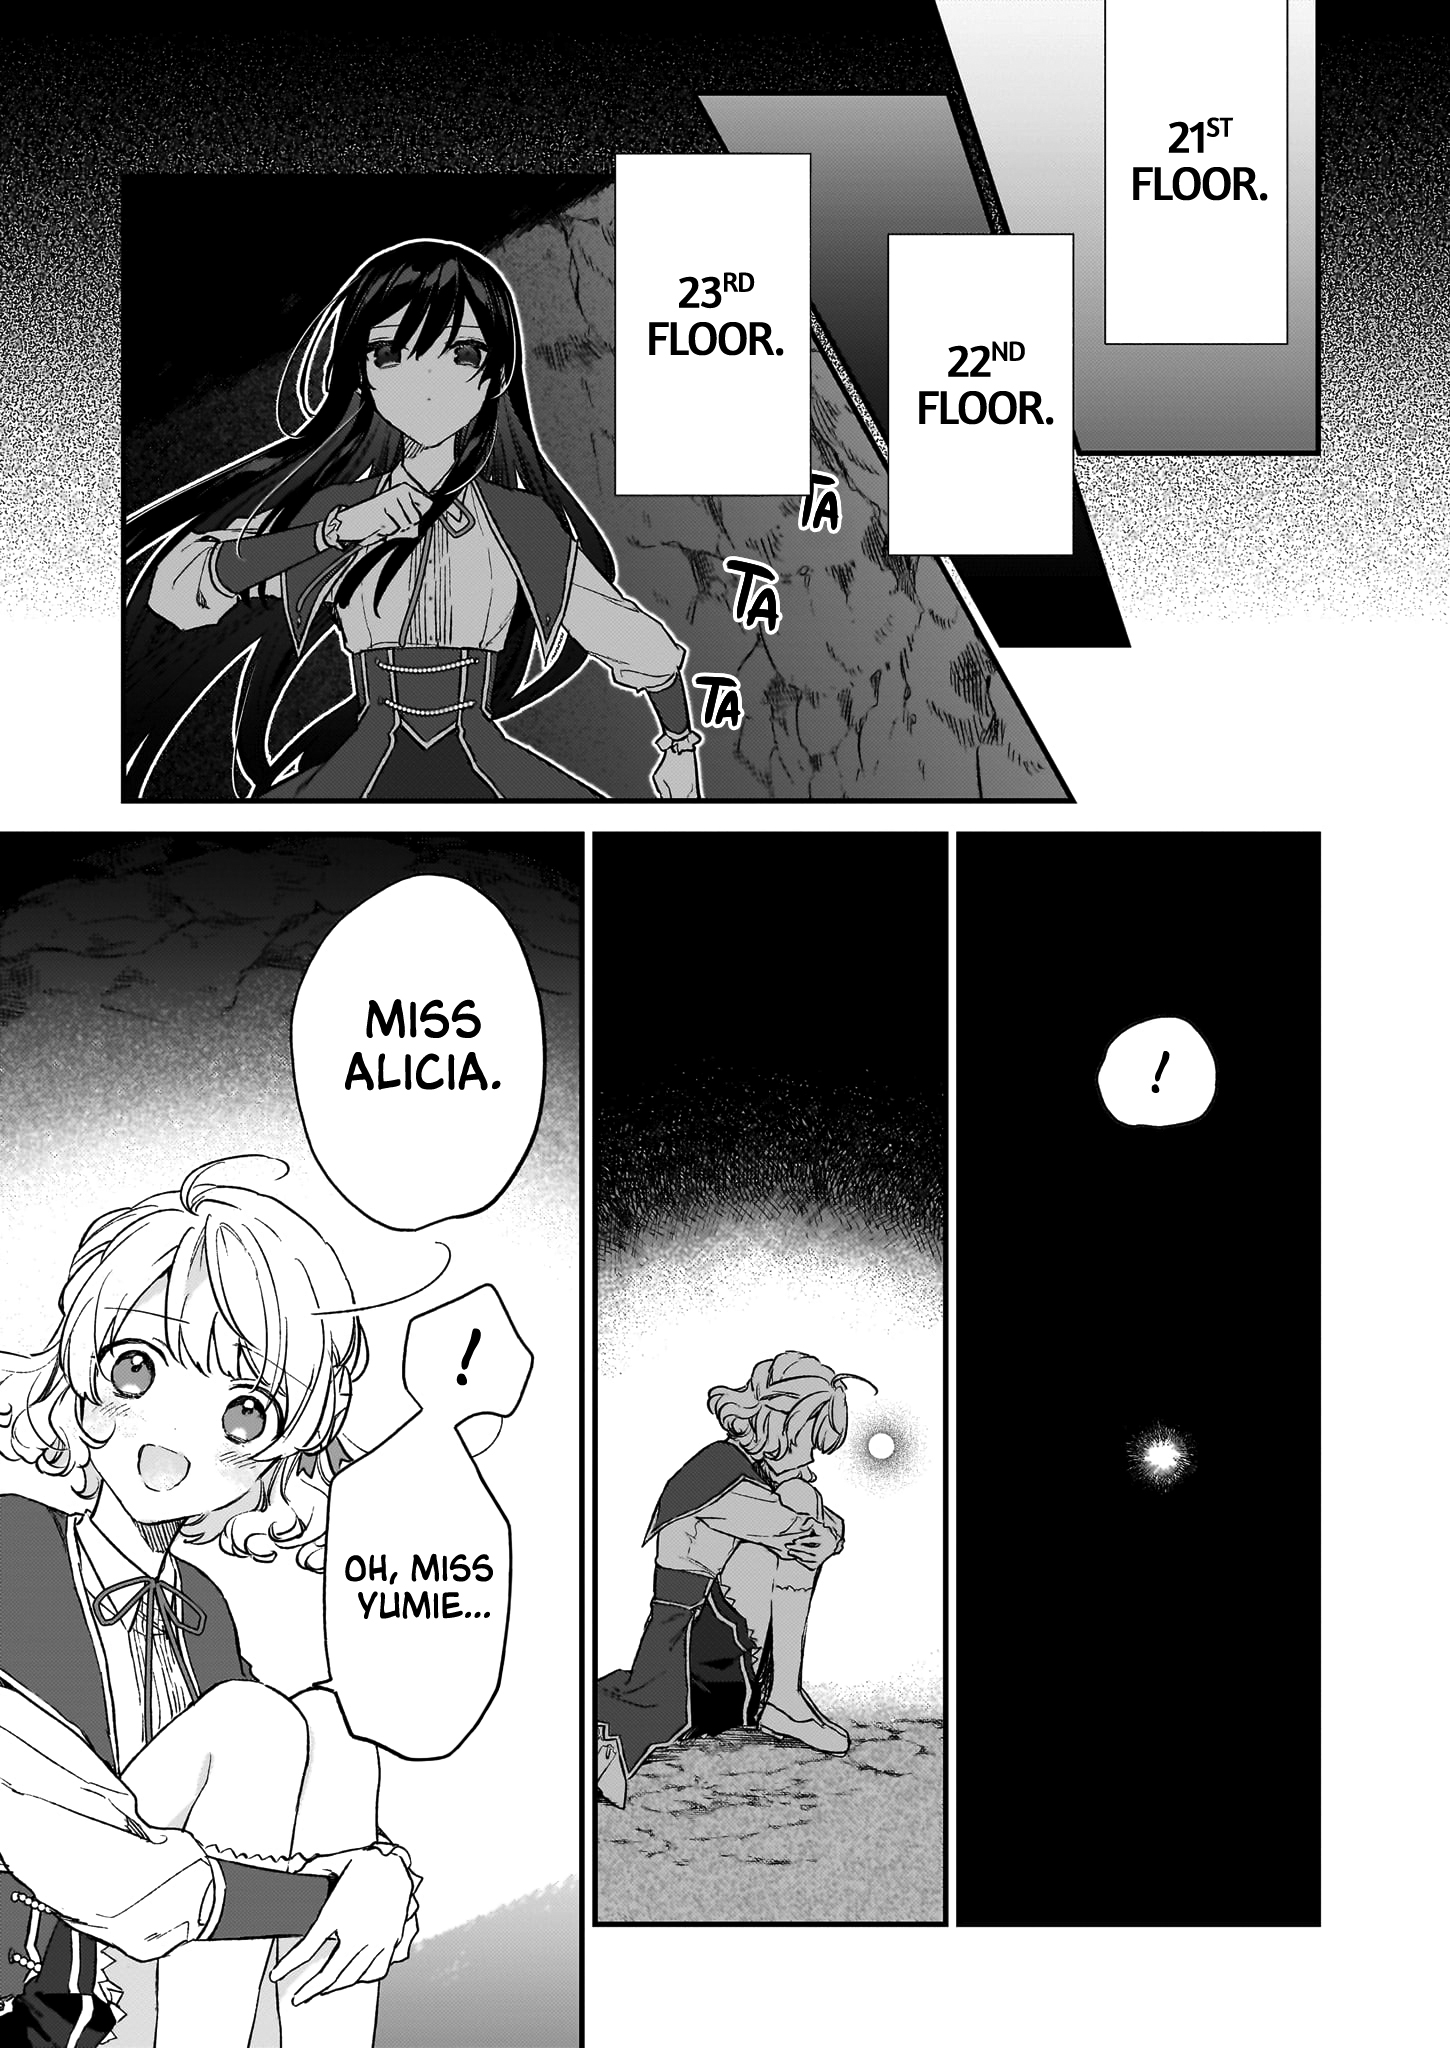 21ST
FLOOR.
22ND
FLOOR.
23RD
FLOOR.
TA
TA
TA
!
MISS
ALICIA.
!
OH, MISS
YUMIE...